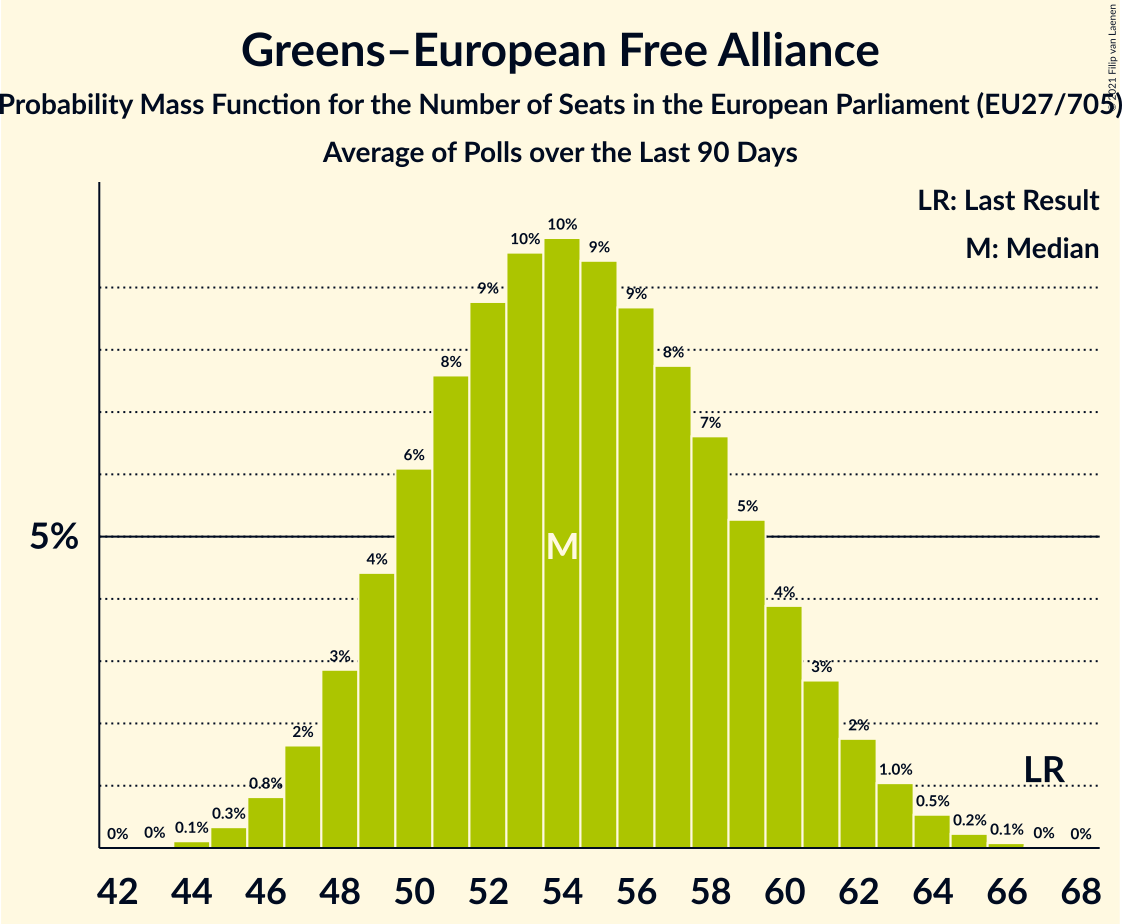 Greens–European Free Alliance
Probability Mass Function for the Number of Seats in the European Parliament (EU27/705)
Average of Polls over the Last 90 Days
© 2021 Filip van Laenen
LR: Last Result
M: Median
5%
0% 0% 0.1% 0.3% 0.8% 2% 3% 4% 6% 8% 9% 10% 10% 9% 9% 8% 7% 5% 4% 3% 2% 1.0% 0.5% 0.2% 0.1% 0% 0%
M
LR
42 44 46 48 50 52 54 56 58 60 62 64 66 68